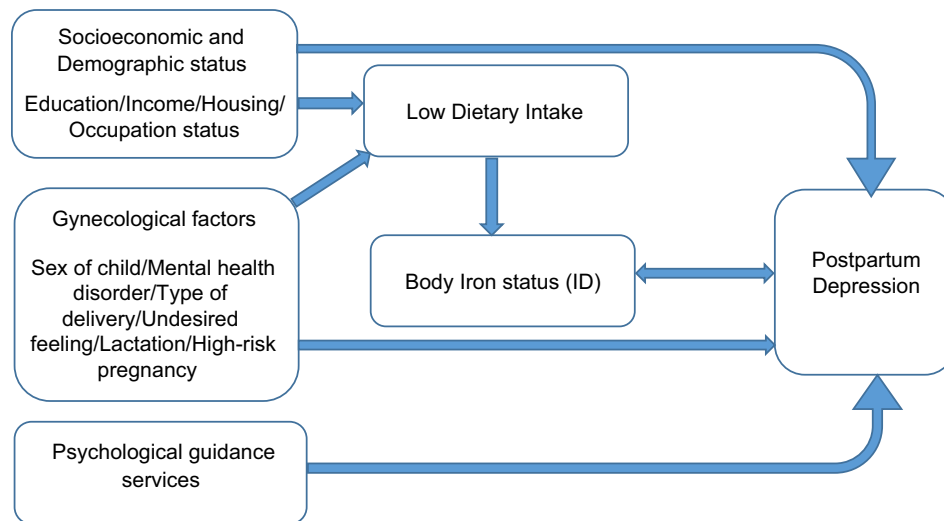 Socioeconomic and
Demographic status
Education/Income/Housing/
Occupation status
Low Dietary Intake
Gynecological factors
Sex of child/Mental health
disorder/Type of
delivery/Undesired
feeling/Lactation/High-risk
pregnancy
Body Iron status (ID)
Postpartum
Depression
Psychological guidance
services